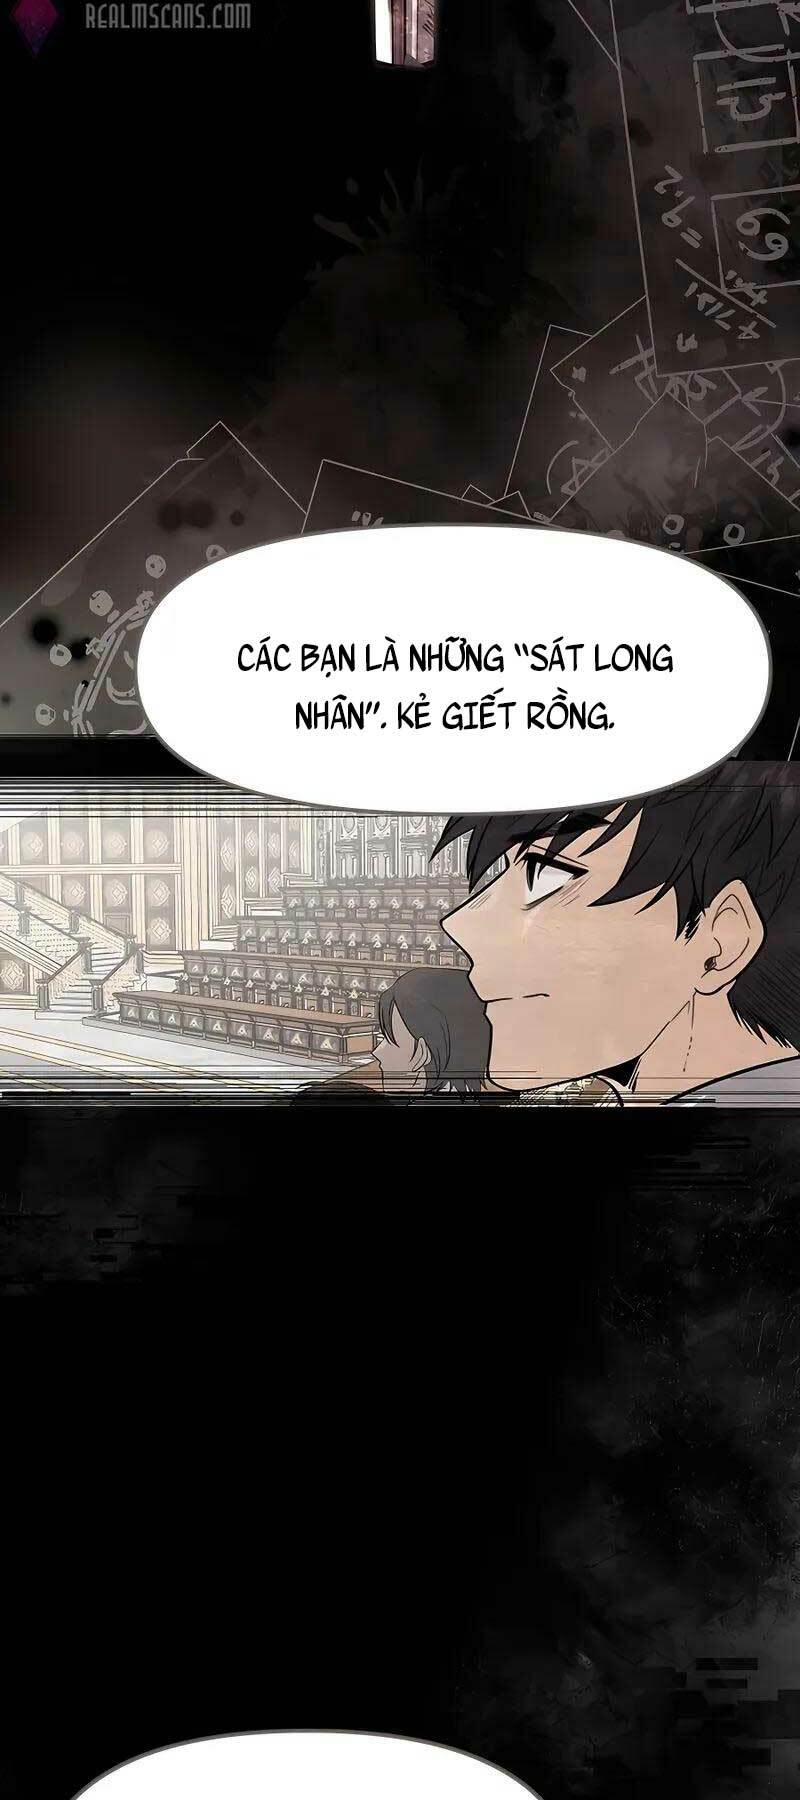 REALMSCANS.COM
CÁC BẠN LÀ NHỮNG "SÁT LONG
NHÂN". KẺ GIẾT RỒNG.